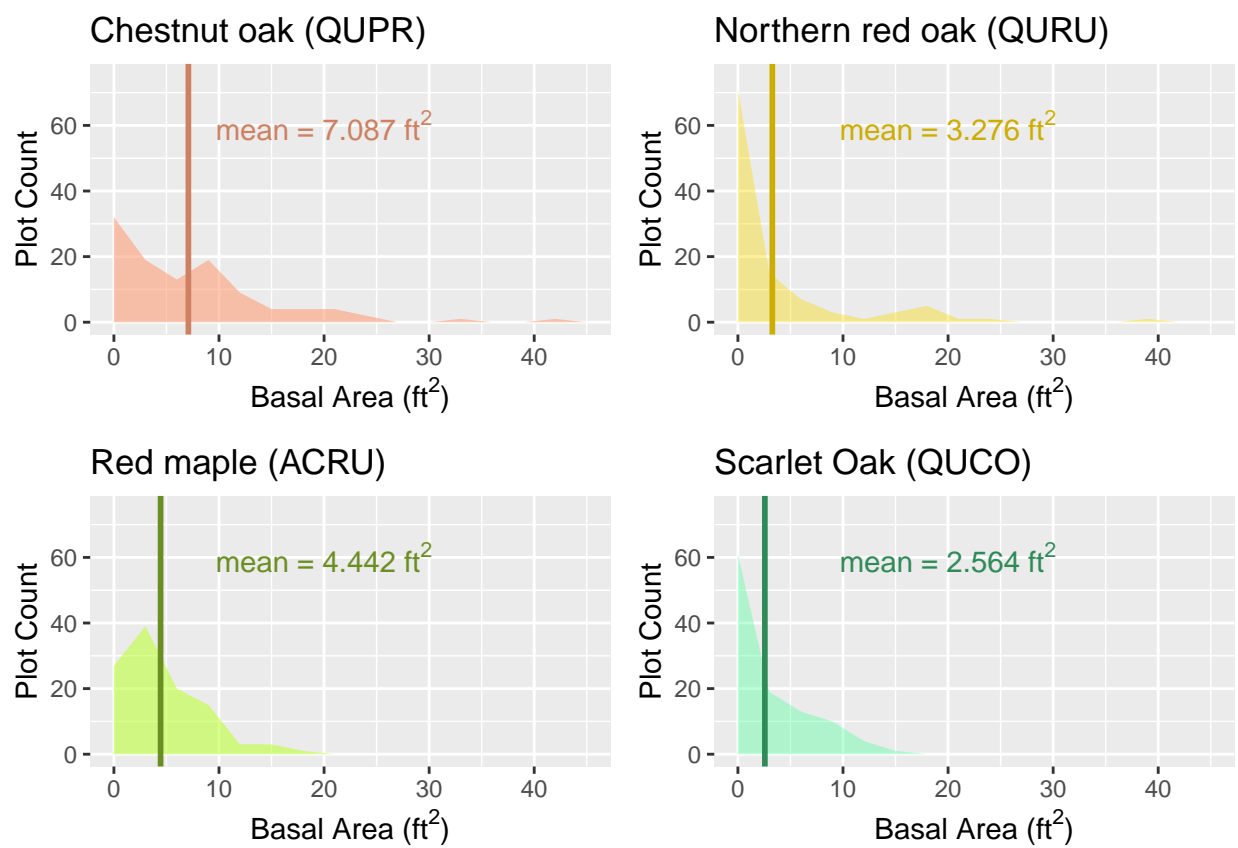 Chestnut oak (QUPR)
mean = 7.087 ft²
Plot Count
60
40
20
0
0 10 20 30 40
Basal Area (ft²)
Northern red oak (QURU)
mean = 3.276 ft²
Plot Count
60
40
20
0
0 10 20 30 40
Basal Area (ft²)
Red maple (ACRU)
mean = 4.442 ft²
Plot Count
60
40
20
0
0 10 20 30 40
Basal Area (ft²)
Scarlet Oak (QUCO)
mean = 2.564 ft²
Plot Count
60
40
20
0
0 10 20 30 40
Basal Area (ft²)